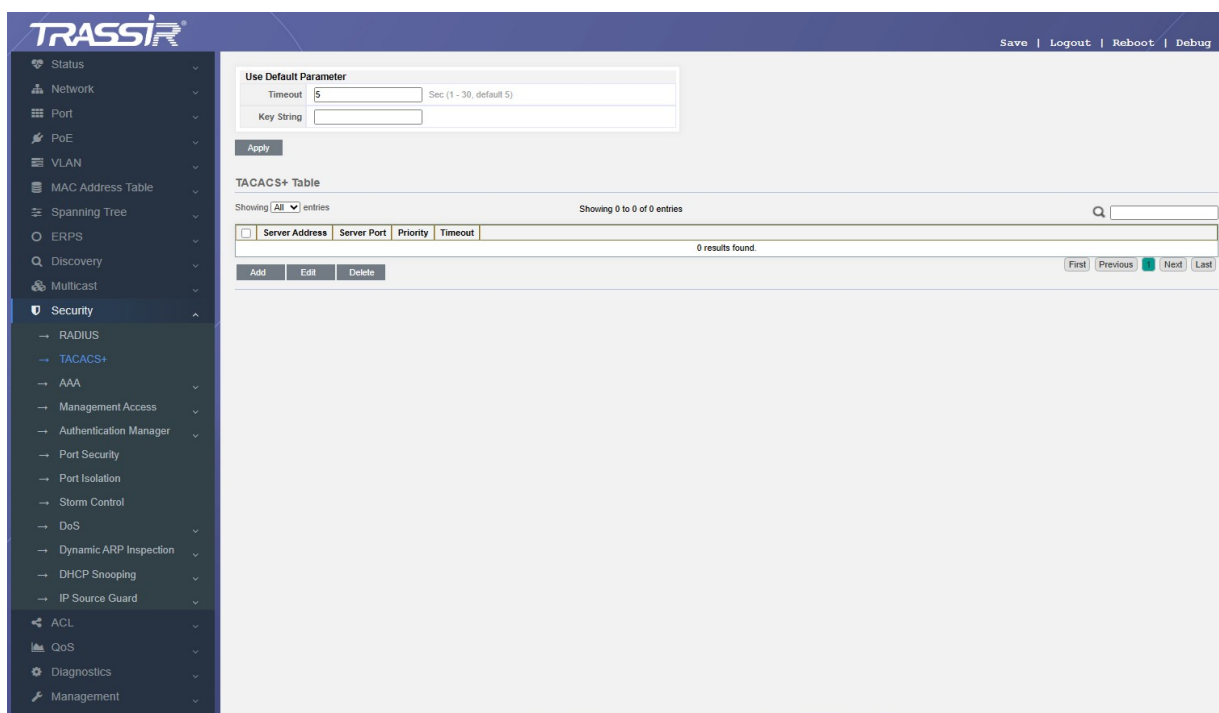 TRASSIR
Save | Logout | Reboot | Debug
Status
Network
Port
PoE
VLAN
MAC Address Table
Spanning Tree
ERPS
Discovery
Multicast
Security
→ RADIUS
→ TACACS+
→ AAA
→ Management Access
→ Authentication Manager
→ Port Security
→ Port Isolation
→ Storm Control
→ DoS
→ Dynamic ARP Inspection
→ DHCP Snooping
→ IP Source Guard
ACL
QoS
Diagnostics
Management
Use Default Parameter
Timeout 5 Sec (1 - 30, default 5)
Key String
Apply
TACACS+ Table
Showing All entries Showing 0 to 0 of 0 entries
Server Address Server Port Priority Timeout
0 results found.
Add Edit Delete First Previous 1 Next Last